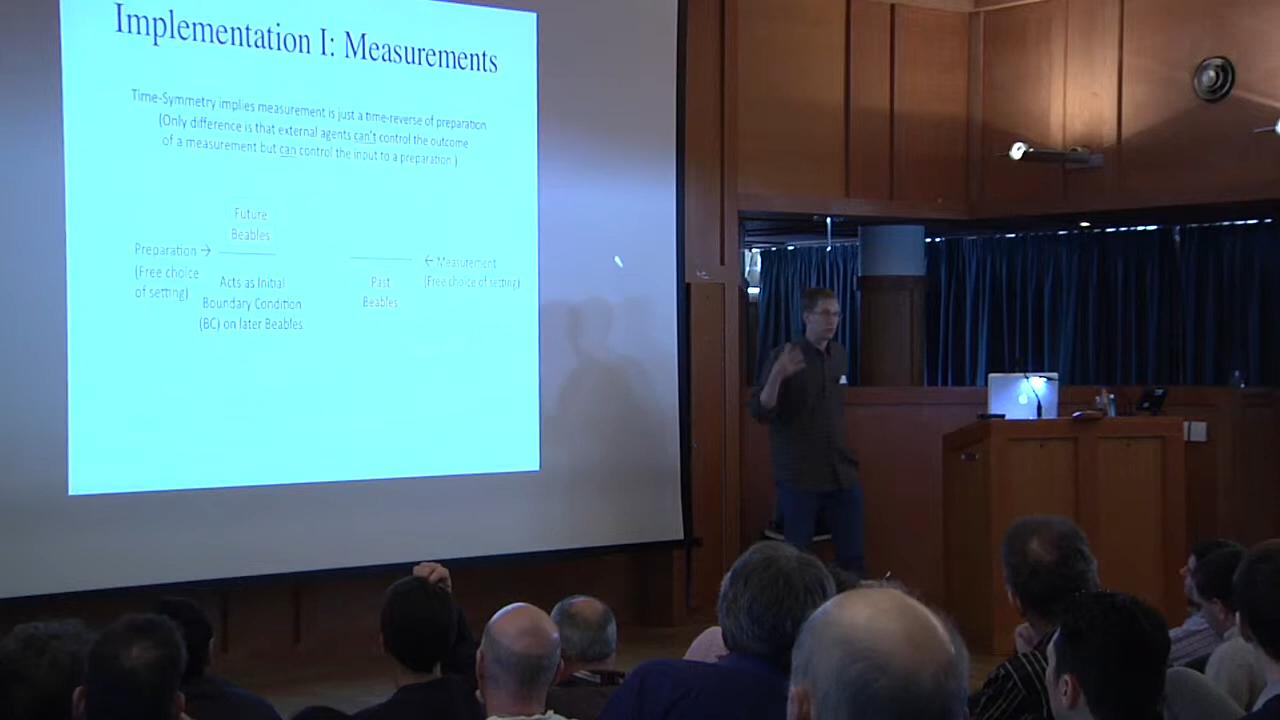 Implementation I: Measurements
Time-Symmetry implies measurement is just a time-reverse of preparation
(Only difference is that external agents can't control the outcome
of a measurement but can control the input to a preparation.)
Future
Beables
Preparation →
(Free choice
of setting)
Acts as Initial
Boundary Condition
(BC) on later Beables
← Measurement
(Free choice of setting)
Past
Beables